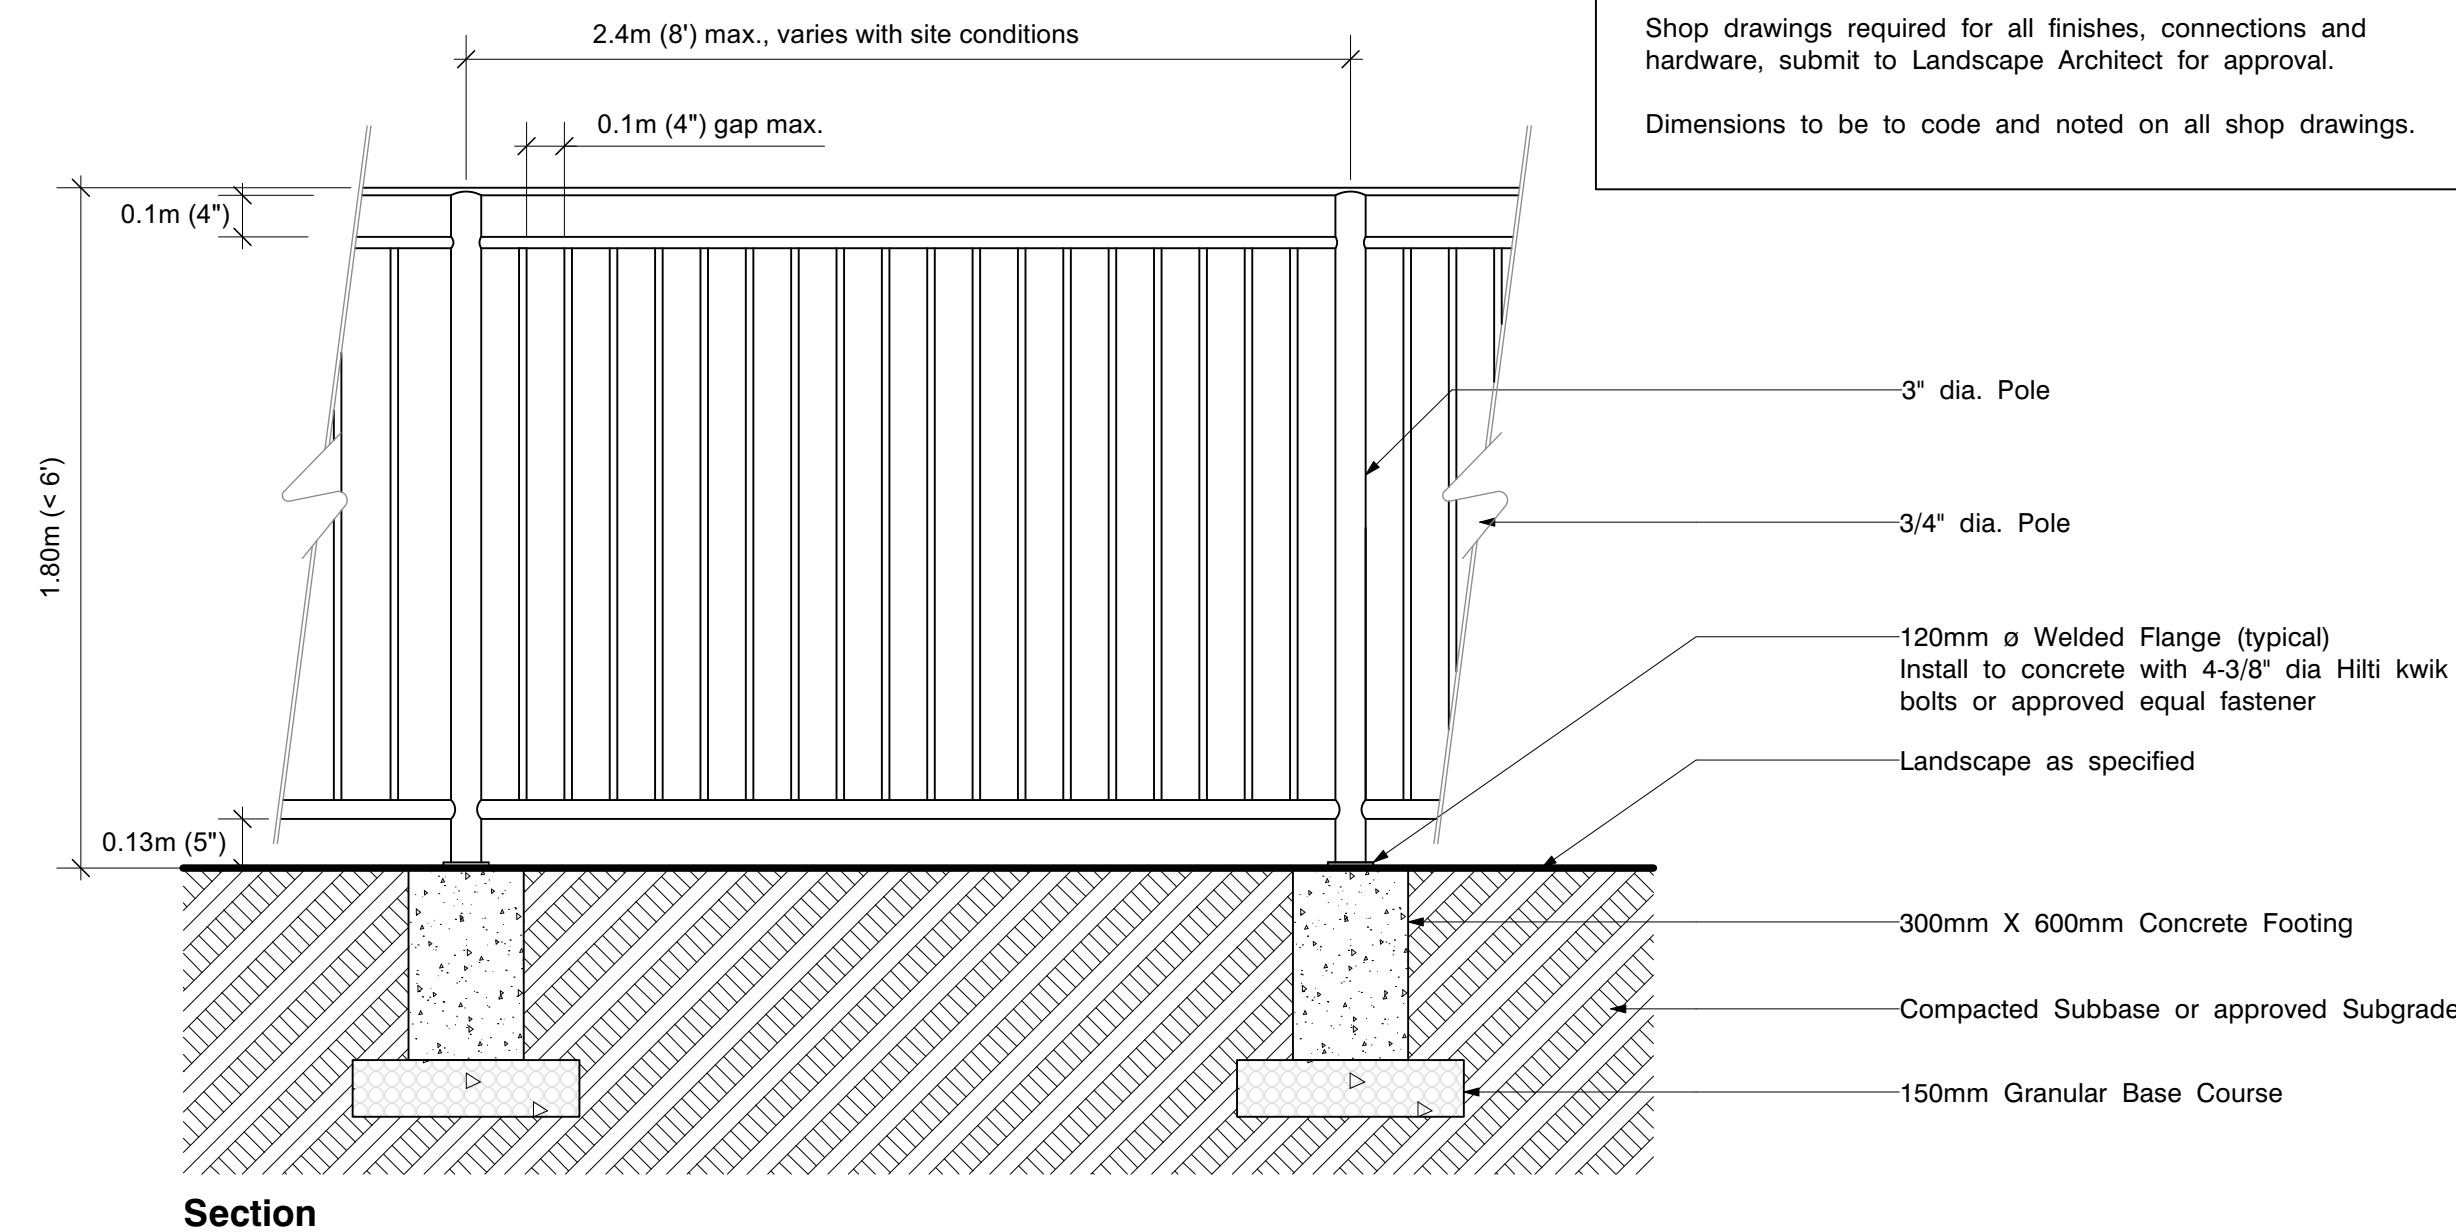 2.4m (8') max., varies with site conditions
0.1m (4") gap max.
0.1m (4")
1.80m (< 6')
0.13m (5")
Shop drawings required for all finishes, connections and
hardware, submit to Landscape Architect for approval.
Dimensions to be to code and noted on all shop drawings.
3" dia. Pole
3/4" dia. Pole
120mm ø Welded Flange (typical)
Install to concrete with 4-3/8" dia Hilti kwik
bolts or approved equal fastener
Landscape as specified
300mm X 600mm Concrete Footing
Compacted Subbase or approved Subgrade
150mm Granular Base Course
Section